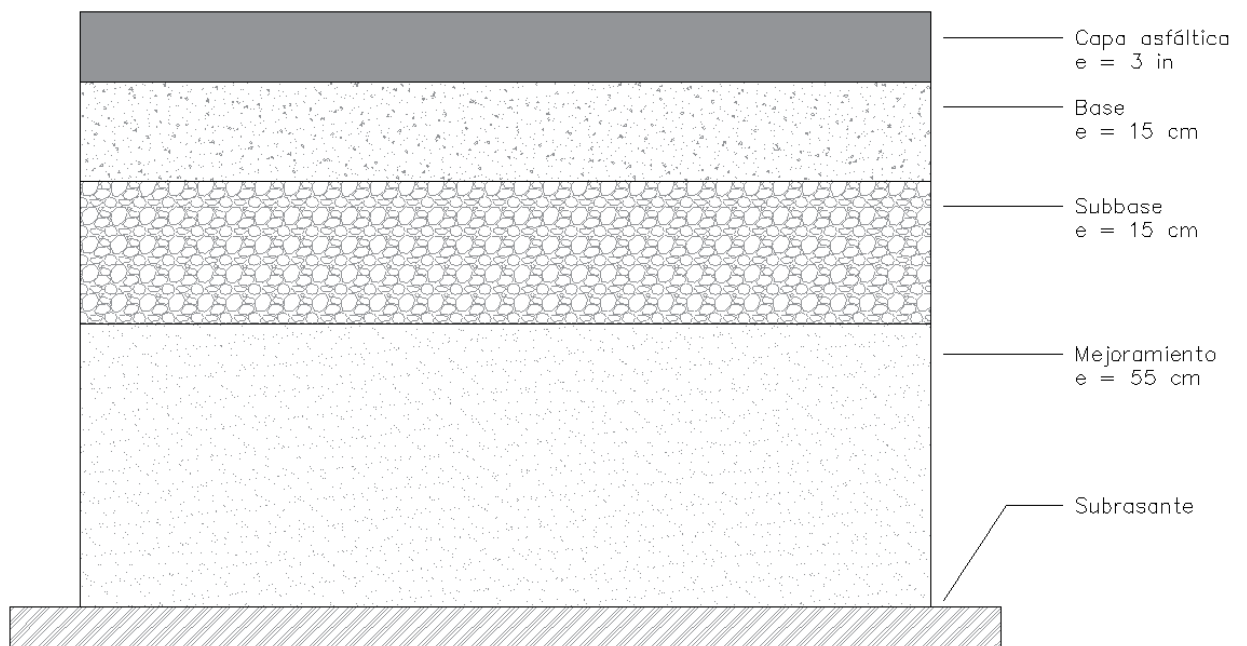 Capa asfáltica
e = 3 in
Base
e = 15 cm
Subbase
e = 15 cm
Mejoramiento
e = 55 cm
Subrasante